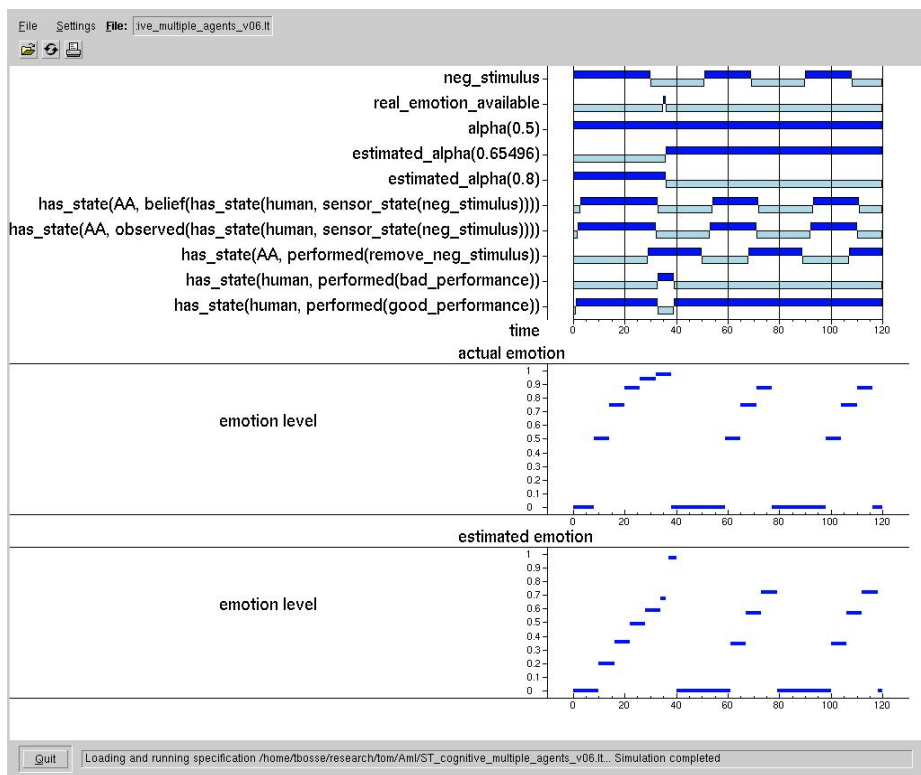 File Settings File: ive_multiple_agents_v06.lt
neg_stimulus
real_emotion_available
alpha(0.5)
estimated_alpha(0.65496)
estimated_alpha(0.8)
has_state(AA, belief(has_state(human, sensor_state(neg_stimulus))))
has_state(AA, observed(has_state(human, sensor_state(neg_stimulus))))
has_state(AA, performed(remove_neg_stimulus))
has_state(human, performed(bad_performance))
has_state(human, performed(good_performance))
time 0 20 40 60 80 100 120
actual emotion
1
0.9
0.8
0.7
emotion level
0.6
0.5
0.4
0.3
0.2
0.1
0
0 20 40 60 80 100 120
estimated emotion
1
0.9
0.8
0.7
emotion level
0.6
0.5
0.4
0.3
0.2
0.1
0
0 20 40 60 80 100 120
Quit Loading and running specification /home/tbosse/research/tom/AmI/ST_cognitive_multiple_agents_v06.lt... Simulation completed